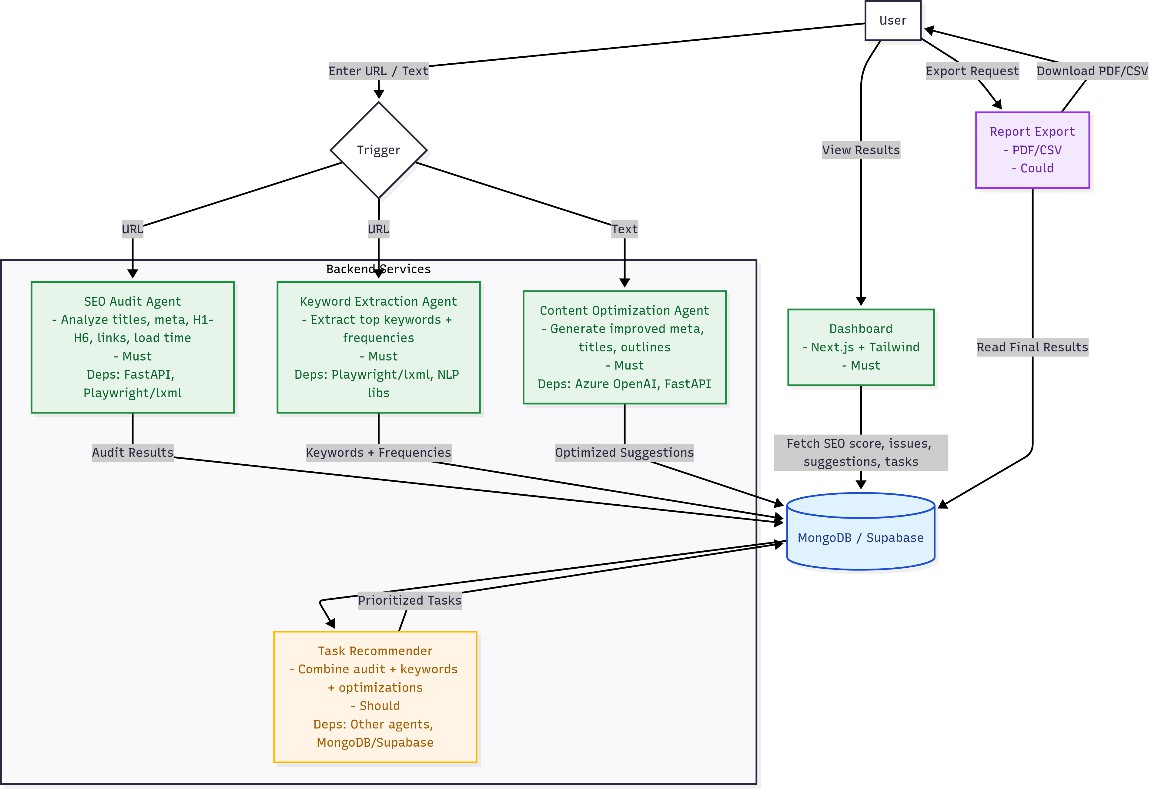 User
Enter URL / Text
Export Request
Download PDF/CSV
Report Export
- PDF/CSV
- Could
Trigger
View Results
URL
URL
Text
Backend Services
SEO Audit Agent
- Analyze titles, meta, H1-
H6, links, load time
- Must
Deps: FastAPI,
Playwright/lxml
Keyword Extraction Agent
- Extract top keywords +
frequencies
- Must
Deps: Playwright/lxml, NLP
libs
Content Optimization Agent
- Generate improved meta,
titles, outlines
- Must
Deps: Azure OpenAI, FastAPI
Dashboard
- Next.js + Tailwind
- Must
Read Final Results
Audit Results
Keywords + Frequencies
Optimized Suggestions
Fetch SEO score, issues,
suggestions, tasks
MongoDB / Supabase
Prioritized Tasks
Task Recommender
- Combine audit + keywords
+ optimizations
- Should
Deps: Other agents,
MongoDB/Supabase